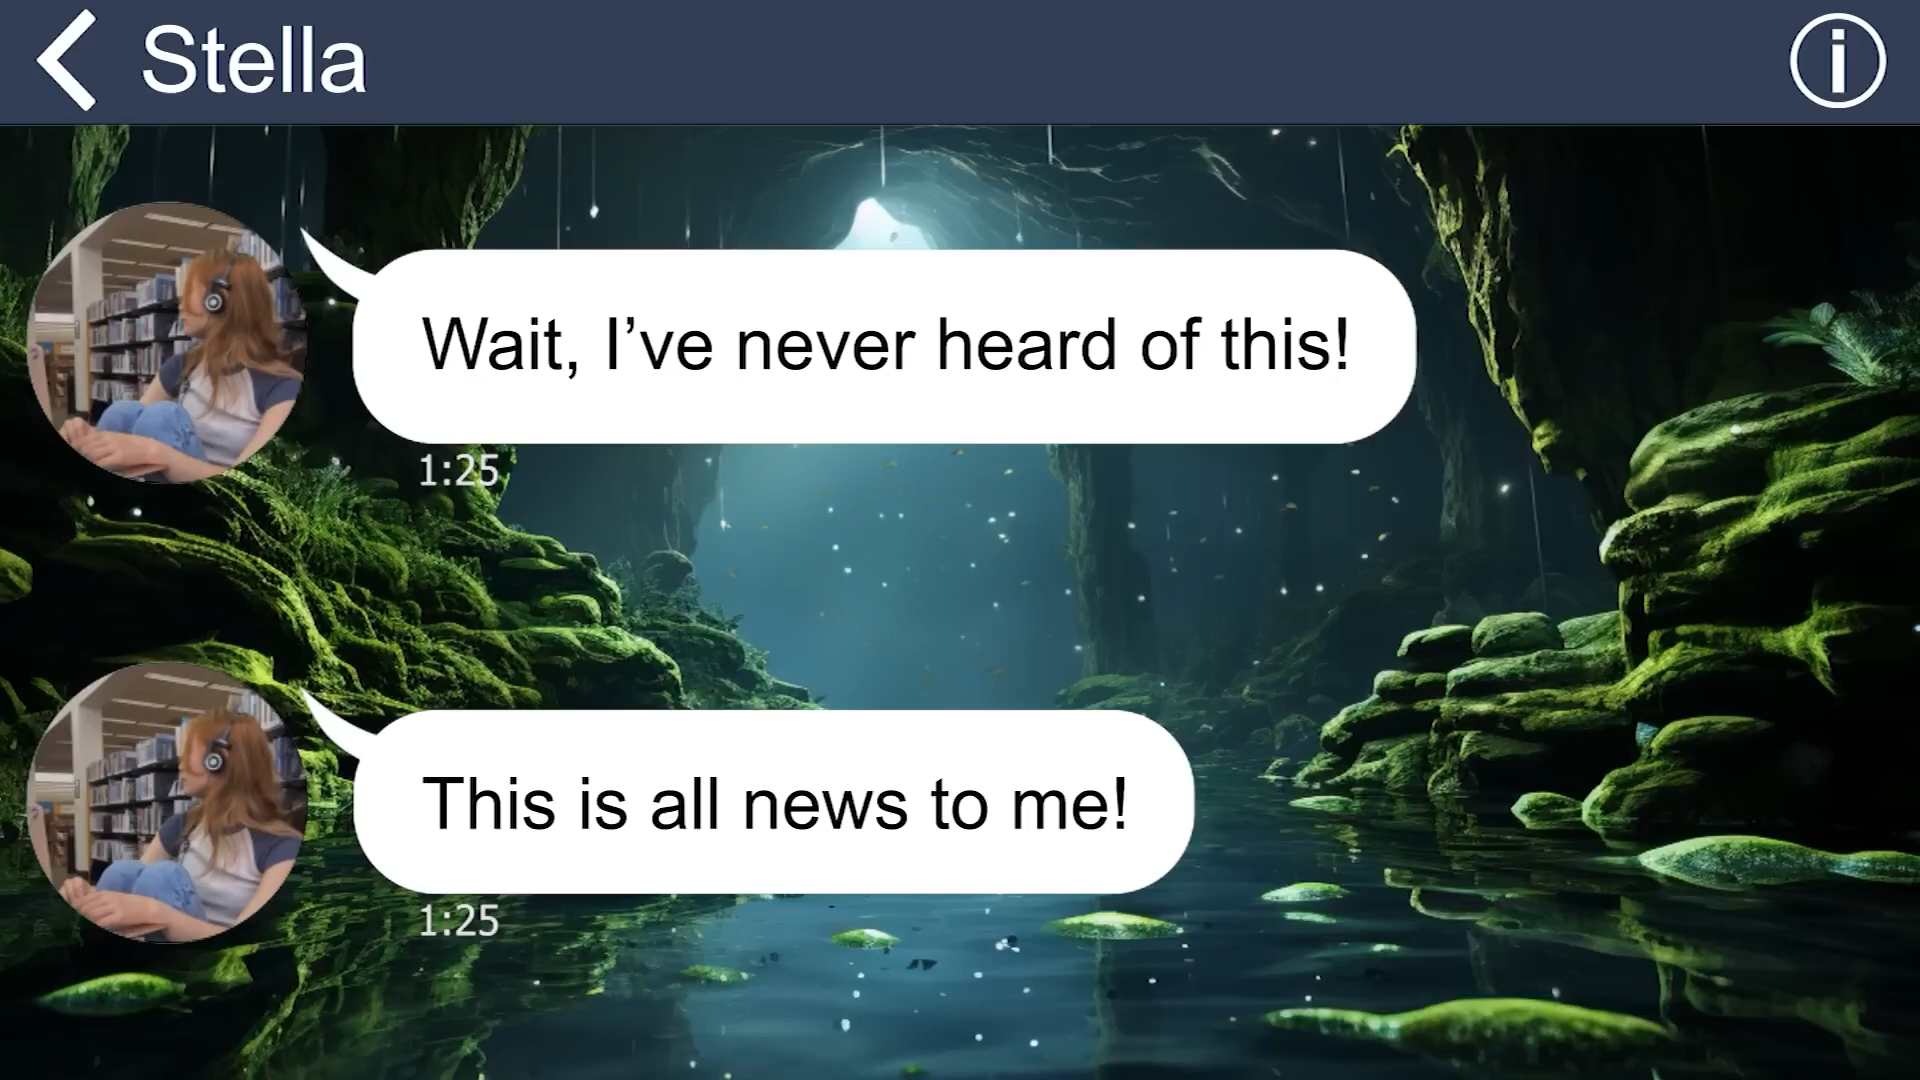 Stella
Wait, I’ve never heard of this!
1:25
This is all news to me!
1:25